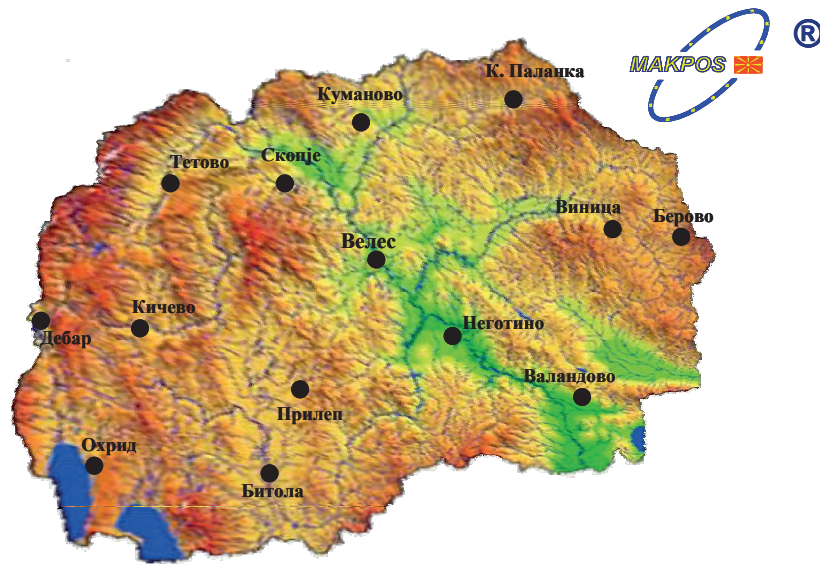 MAKPOS ®
К. Паланка
Куманово
Скопје
Тетово
Виница
Берово
Велес
Кичево
Неготино
Дебар
Валандово
Прилеп
Охрид
Битола